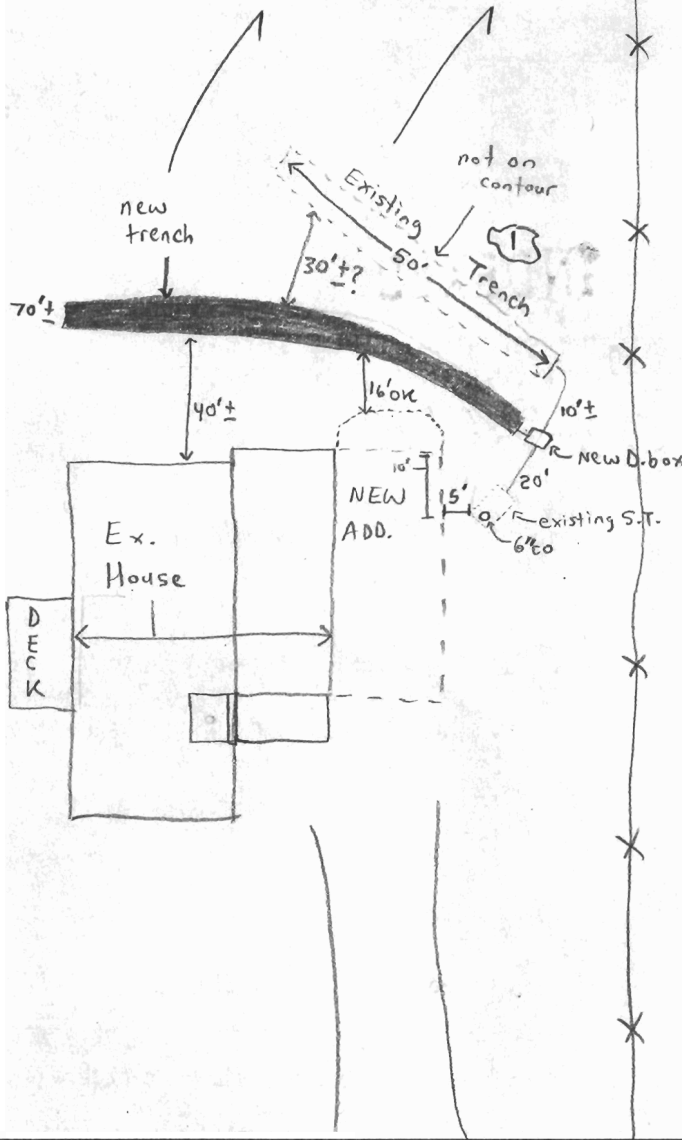 not on
contour
Existing
50'
Trench
1
new
trench
30'±?
70'±
40'±
16'OK
10'±
New D.box
20'
10'
5'
existing S.T.
6"co
NEW
ADD.
Ex.
House
DECK